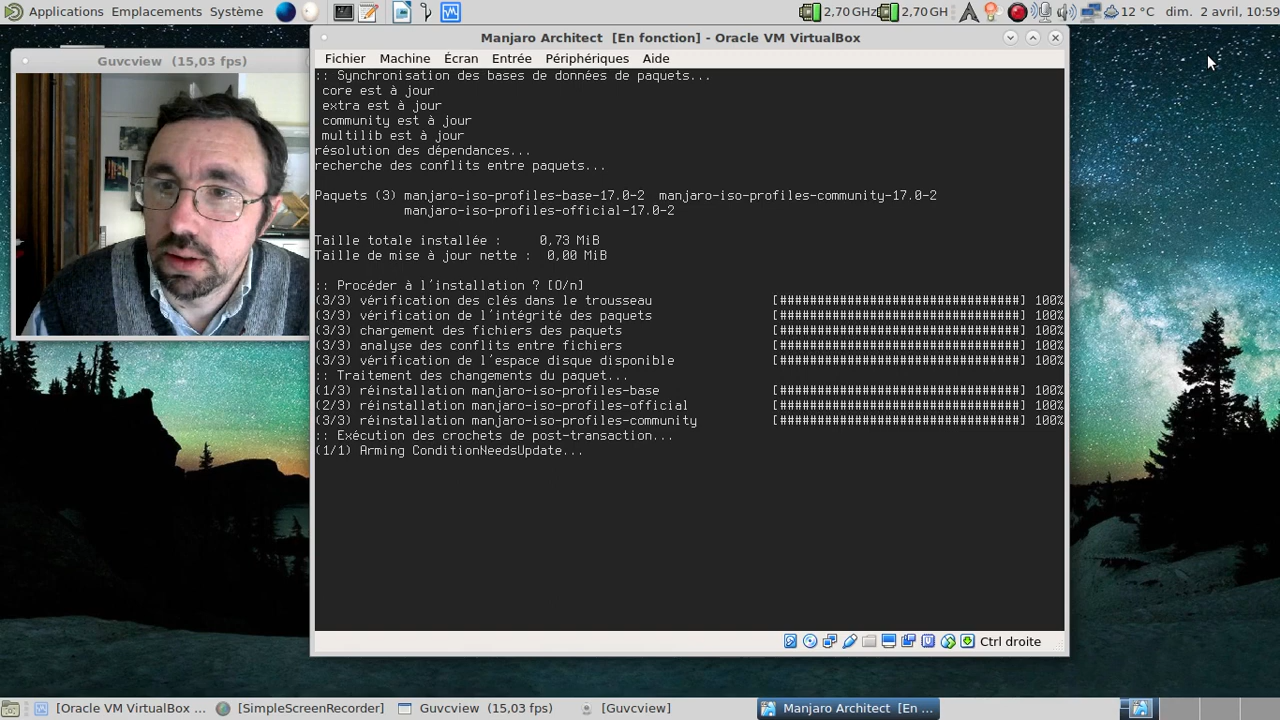 Applications Emplacements Système
2,70 GHz 2,70 GH 12 °C dim. 2 avril, 10:59
Guvcview (15,03 fps)
Manjaro Architect [En fonction] - Oracle VM VirtualBox
Fichier Machine Écran Entrée Périphériques Aide
:: Synchronisation des bases de données de paquets...
core est à jour
extra est à jour
community est à jour
multilib est à jour
résolution des dépendances...
recherche des conflits entre paquets...
Paquets (3) manjaro-iso-profiles-base-17.0-2 manjaro-iso-profiles-community-17.0-2
manjaro-iso-profiles-official-17.0-2
Taille totale installée : 0,73 MiB
Taille de mise à jour nette : 0,00 MiB
:: Procéder à l'installation ? [O/n]
(3/3) vérification des clés dans le trousseau [################################] 100%
(3/3) vérification de l'intégrité des paquets [################################] 100%
(3/3) chargement des fichiers des paquets [################################] 100%
(3/3) analyse des conflits entre fichiers [################################] 100%
(3/3) vérification de l'espace disque disponible [################################] 100%
:: Traitement des changements du paquet...
(1/3) réinstallation manjaro-iso-profiles-base [################################] 100%
(2/3) réinstallation manjaro-iso-profiles-official [################################] 100%
(3/3) réinstallation manjaro-iso-profiles-community [################################] 100%
:: Exécution des crochets de post-transaction...
(1/1) Arming ConditionNeedsUpdate...
Ctrl droite
[Oracle VM VirtualBox ... [SimpleScreenRecorder] Guvcview (15,03 fps) [Guvcview] Manjaro Architect [En ...